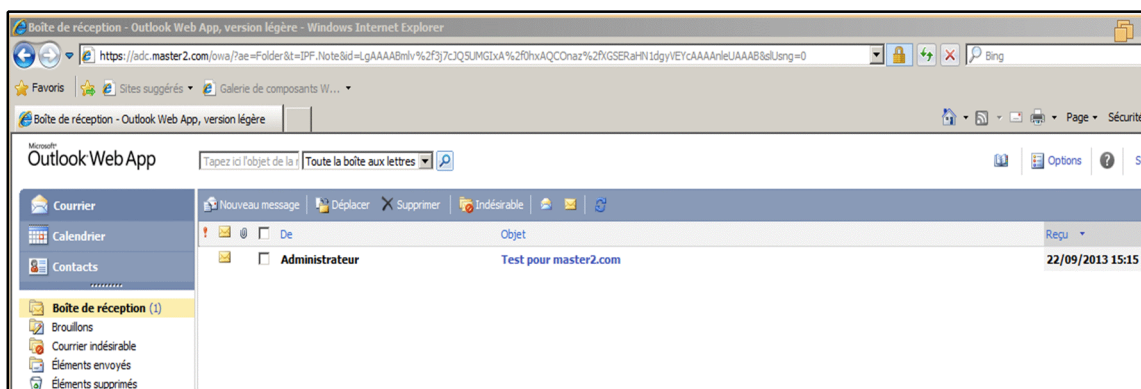 Boîte de réception - Outlook Web App, version légère - Windows Internet Explorer
https://adc.master2.com/owa/?ae=Folder&t=IPF.Note&id=LgAAAABmlv%2f3j7cJQ5UMGIxA%2f0hxAQCOnaz%2fXGSERaHN1dgyVEYcAAAAnleUAAAB&slUsng=0 Bing
Favoris Sites suggérés Galerie de composants W...
Boîte de réception - Outlook Web App, version légère Page Sécurité
Microsoft
Outlook Web App Tapez ici l'objet de la r Toute la boîte aux lettres Options
Courrier Nouveau message Déplacer Supprimer Indésirable
Calendrier De Objet Reçu
Contacts Administrateur Test pour master2.com 22/09/2013 15:15
Boîte de réception (1)
Brouillons
Courrier indésirable
Éléments envoyés
Éléments supprimés